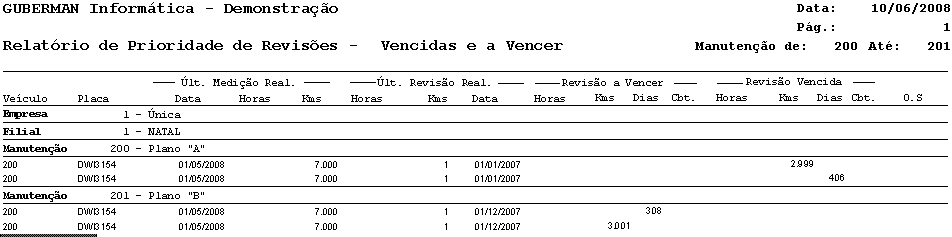 GUBERMAN Informática - Demonstração Data: 10/06/2008
Pág.: 1
Relatório de Prioridade de Revisões - Vencidas e a Vencer Manutenção de: 200 Até: 201
Últ. Medição Real. Últ. Revisão Real. Revisão a Vencer Revisão Vencida
Veículo Placa Data Horas Kms Horas Kms Data Horas Kms Dias Cbt. Horas Kms Dias Cbt. O.S
Empresa 1 - Única
Filial 1 - NATAL
Manutenção 200 - Plano "A"
200 DWI3154 01/05/2008 7.000 1 01/01/2007 2.999
200 DWI3154 01/05/2008 7.000 1 01/01/2007 406
Manutenção 201 - Plano "B"
200 DWI3154 01/05/2008 7.000 1 01/12/2007 308
200 DWI3154 01/05/2008 7.000 1 01/12/2007 3.001